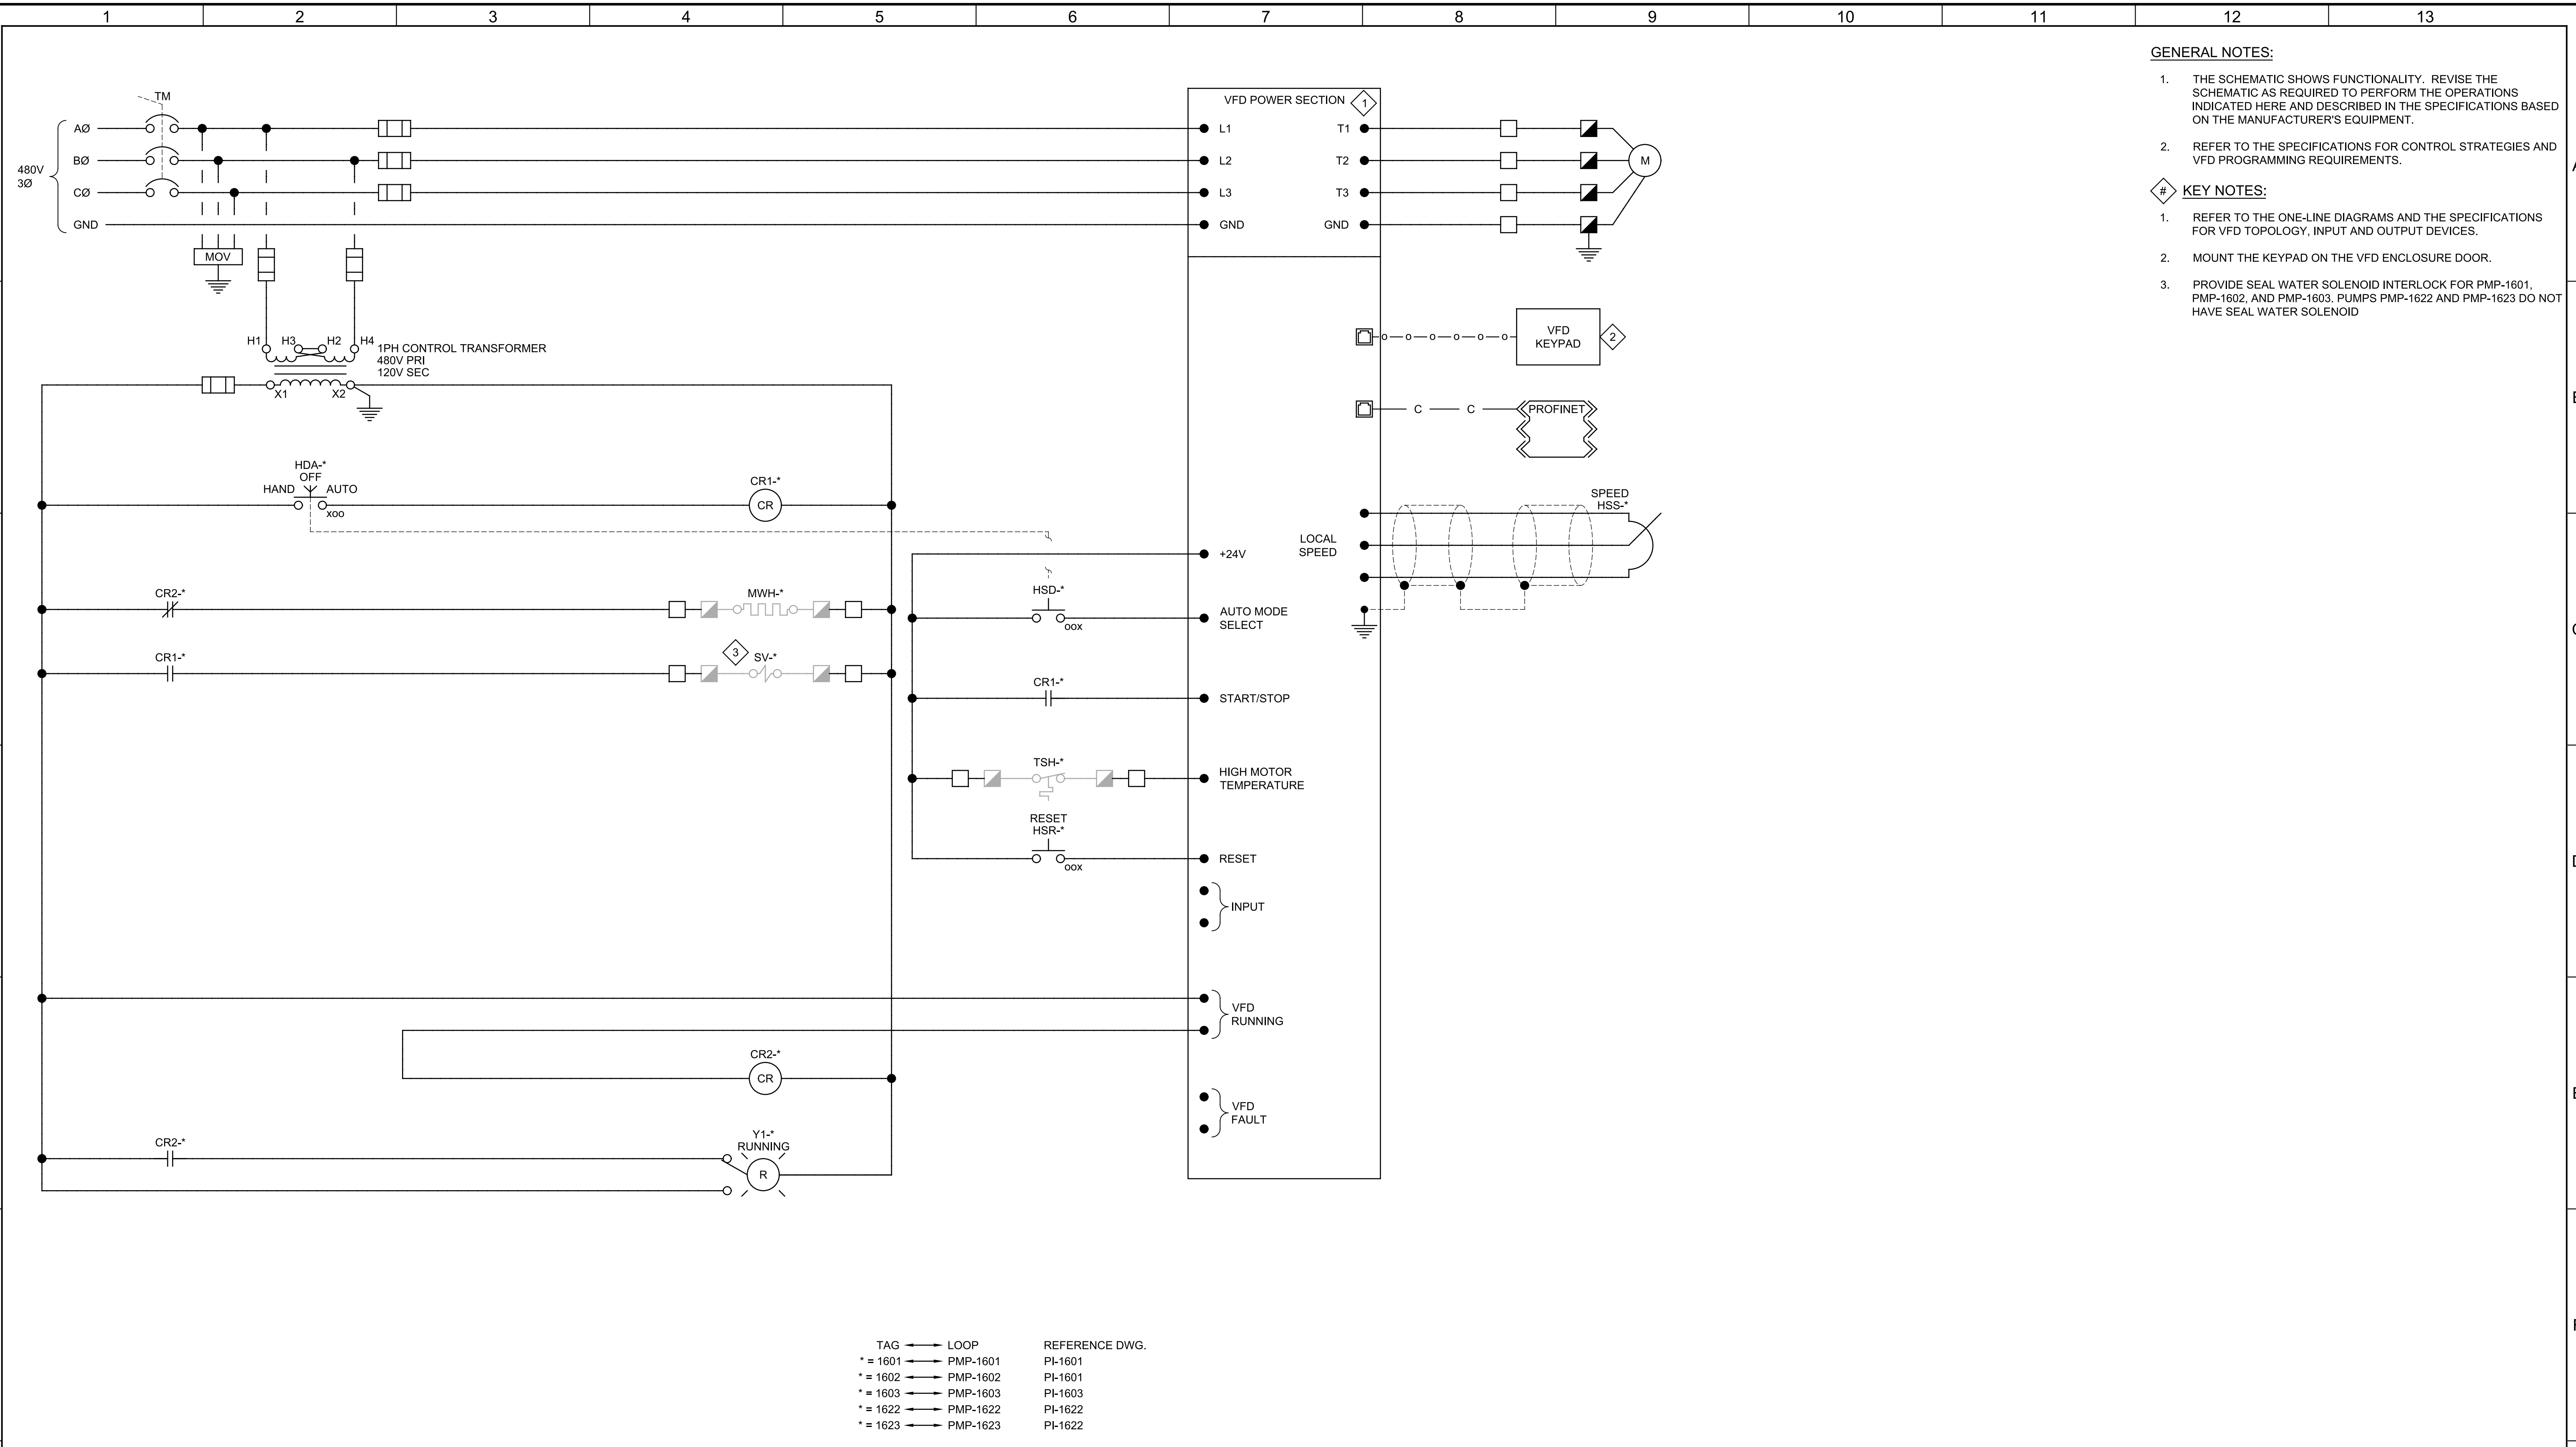 1 2 3 4 5 6 7 8 9 10 11 12 13
GENERAL NOTES:
1. THE SCHEMATIC SHOWS FUNCTIONALITY. REVISE THE
SCHEMATIC AS REQUIRED TO PERFORM THE OPERATIONS
INDICATED HERE AND DESCRIBED IN THE SPECIFICATIONS BASED
ON THE MANUFACTURER'S EQUIPMENT.
2. REFER TO THE SPECIFICATIONS FOR CONTROL STRATEGIES AND
VFD PROGRAMMING REQUIREMENTS.
# KEY NOTES:
1. REFER TO THE ONE-LINE DIAGRAMS AND THE SPECIFICATIONS
FOR VFD TOPOLOGY, INPUT AND OUTPUT DEVICES.
2. MOUNT THE KEYPAD ON THE VFD ENCLOSURE DOOR.
3. PROVIDE SEAL WATER SOLENOID INTERLOCK FOR PMP-1601,
PMP-1602, AND PMP-1603. PUMPS PMP-1622 AND PMP-1623 DO NOT
HAVE SEAL WATER SOLENOID
TM
480V
3Ø
AØ
BØ
CØ
GND
MOV
VFD POWER SECTION 1
L1 T1
L2 T2
L3 T3
GND GND
M
H1 H3 H2 H4
1PH CONTROL TRANSFORMER
480V PRI
120V SEC
X1 X2
VFD
KEYPAD
2
o o o o o o
C C
PROFINET
HDA-*
OFF
HAND AUTO
xoo
CR1-*
CR
SPEED
HSS-*
LOCAL
SPEED
+24V
CR2-*
MWH-*
HSD-*
oox
AUTO MODE
SELECT
CR1-*
3
SV-*
CR1-*
START/STOP
TSH-*
HIGH MOTOR
TEMPERATURE
RESET
HSR-*
oox
RESET
INPUT
VFD
RUNNING
CR2-*
CR
VFD
FAULT
CR2-*
Y1-*
RUNNING
R
TAG LOOP REFERENCE DWG.
* = 1601 PMP-1601 PI-1601
* = 1602 PMP-1602 PI-1601
* = 1603 PMP-1603 PI-1603
* = 1622 PMP-1622 PI-1622
* = 1623 PMP-1623 PI-1622